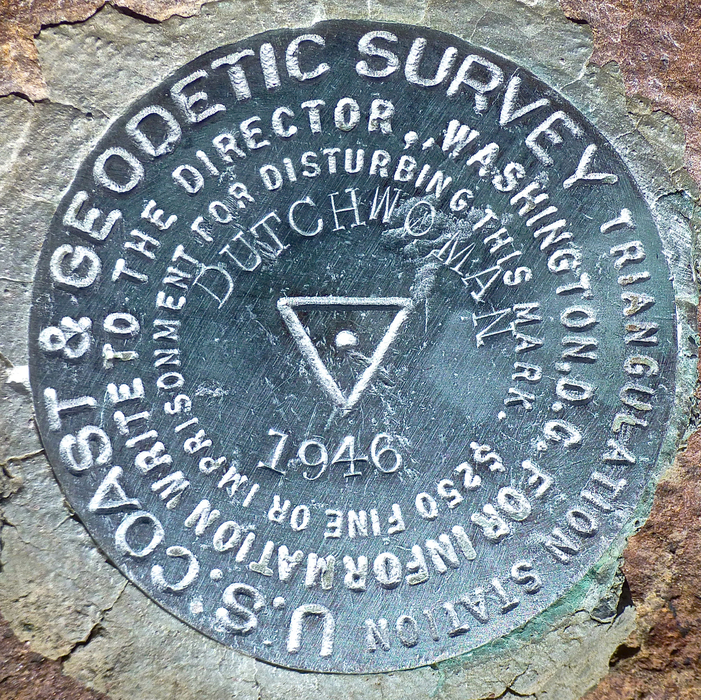 U.S. COAST & GEODETIC SURVEY TRIANGULATION STATION
FOR INFORMATION WRITE TO THE DIRECTOR, WASHINGTON, D.C.
$250 FINE OR IMPRISONMENT FOR DISTURBING THIS MARK.
DUTCHWOMAN
1946